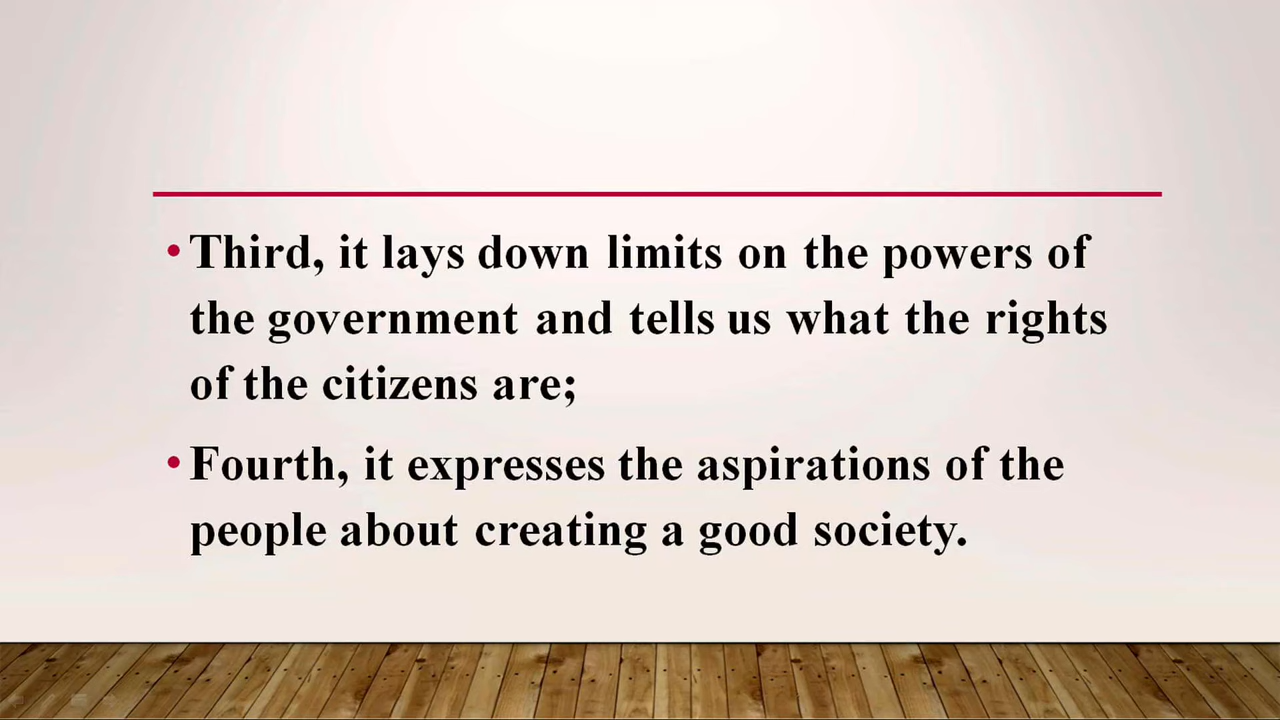 • Third, it lays down limits on the powers of
the government and tells us what the rights
of the citizens are;
• Fourth, it expresses the aspirations of the
people about creating a good society.